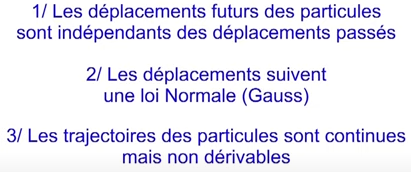 1/ Les déplacements futurs des particules
sont indépendants des déplacements passés
2/ Les déplacements suivent
une loi Normale (Gauss)
3/ Les trajectoires des particules sont continues
mais non dérivables